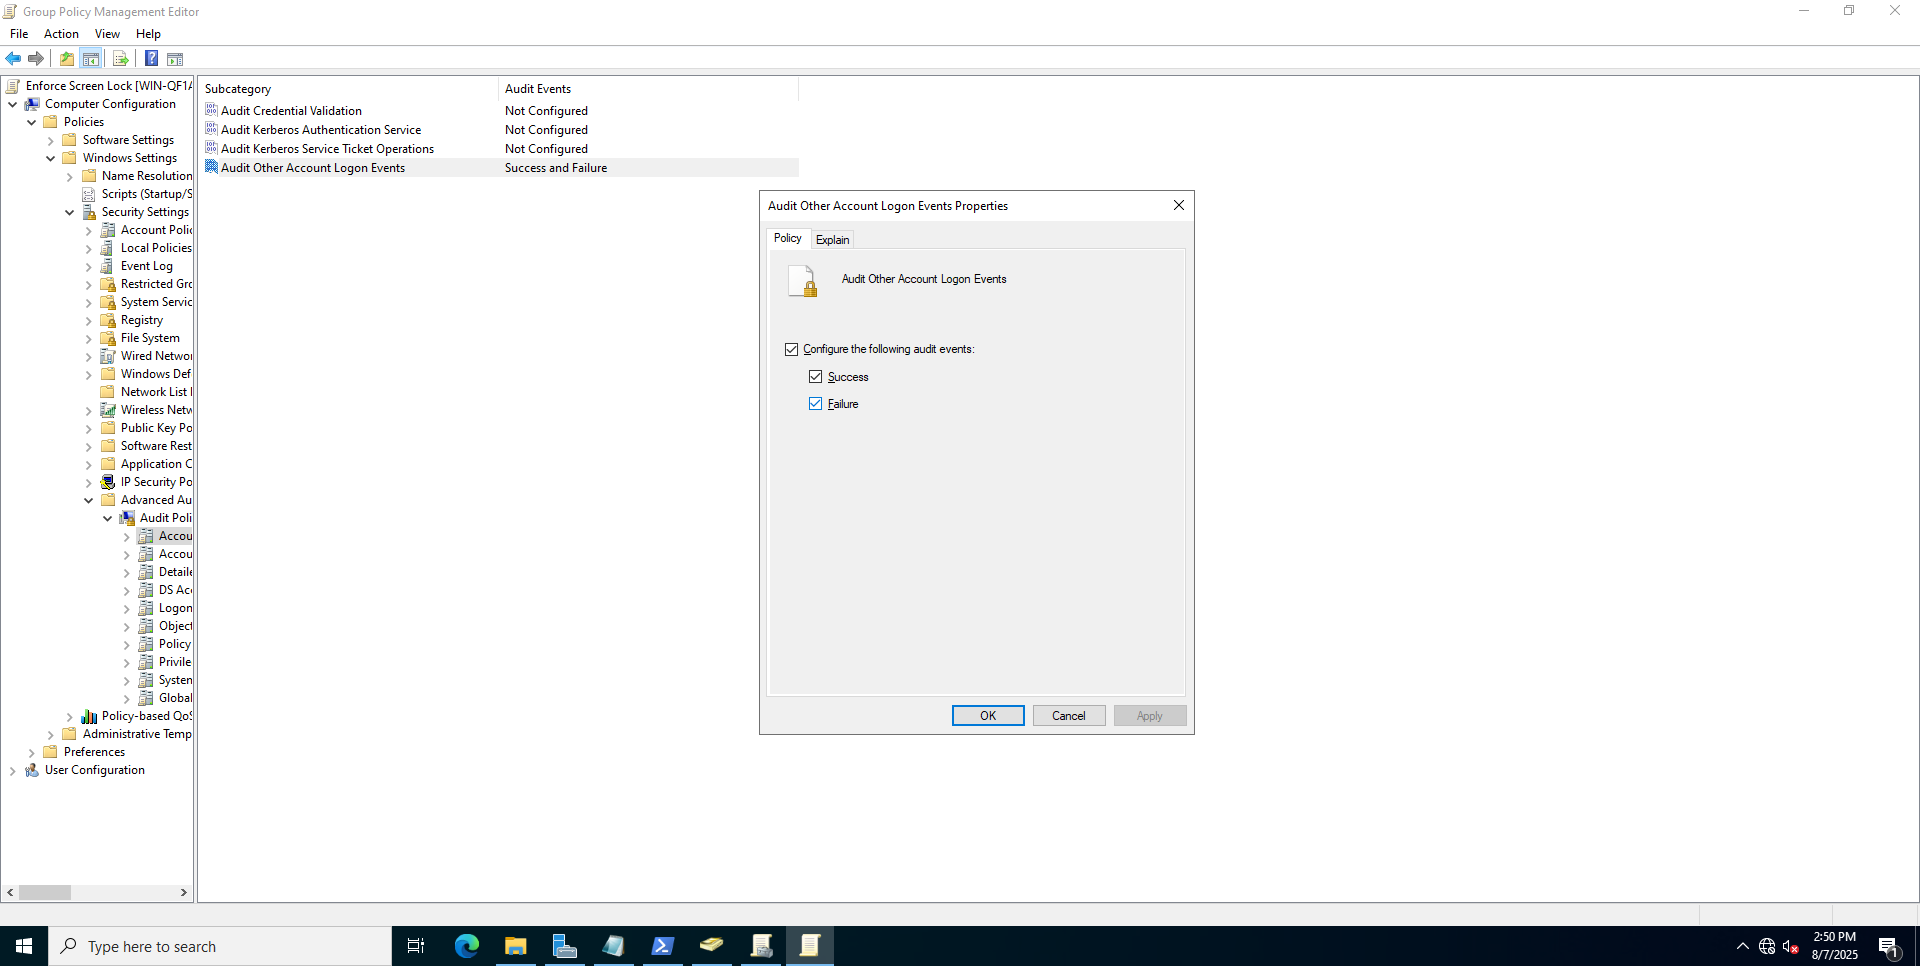 Group Policy Management Editor
File Action View Help
Enforce Screen Lock [WIN-QF1A
Computer Configuration
Policies
Software Settings
Windows Settings
Name Resolution
Scripts (Startup/S
Security Settings
Account Polic
Local Policies
Event Log
Restricted Gro
System Servic
Registry
File System
Wired Networ
Windows Def
Network List I
Wireless Netw
Public Key Po
Software Rest
Application C
IP Security Po
Advanced Au
Audit Poli
Accou
Accou
Detaile
DS Acc
Logon
Object
Policy
Privile
System
Global
Policy-based QoS
Administrative Temp
Preferences
User Configuration
Subcategory Audit Events
Audit Credential Validation Not Configured
Audit Kerberos Authentication Service Not Configured
Audit Kerberos Service Ticket Operations Not Configured
Audit Other Account Logon Events Success and Failure
Audit Other Account Logon Events Properties
Policy Explain
Audit Other Account Logon Events
Configure the following audit events:
Success
Failure
OK Cancel Apply
Type here to search
2:50 PM
8/7/2025
1